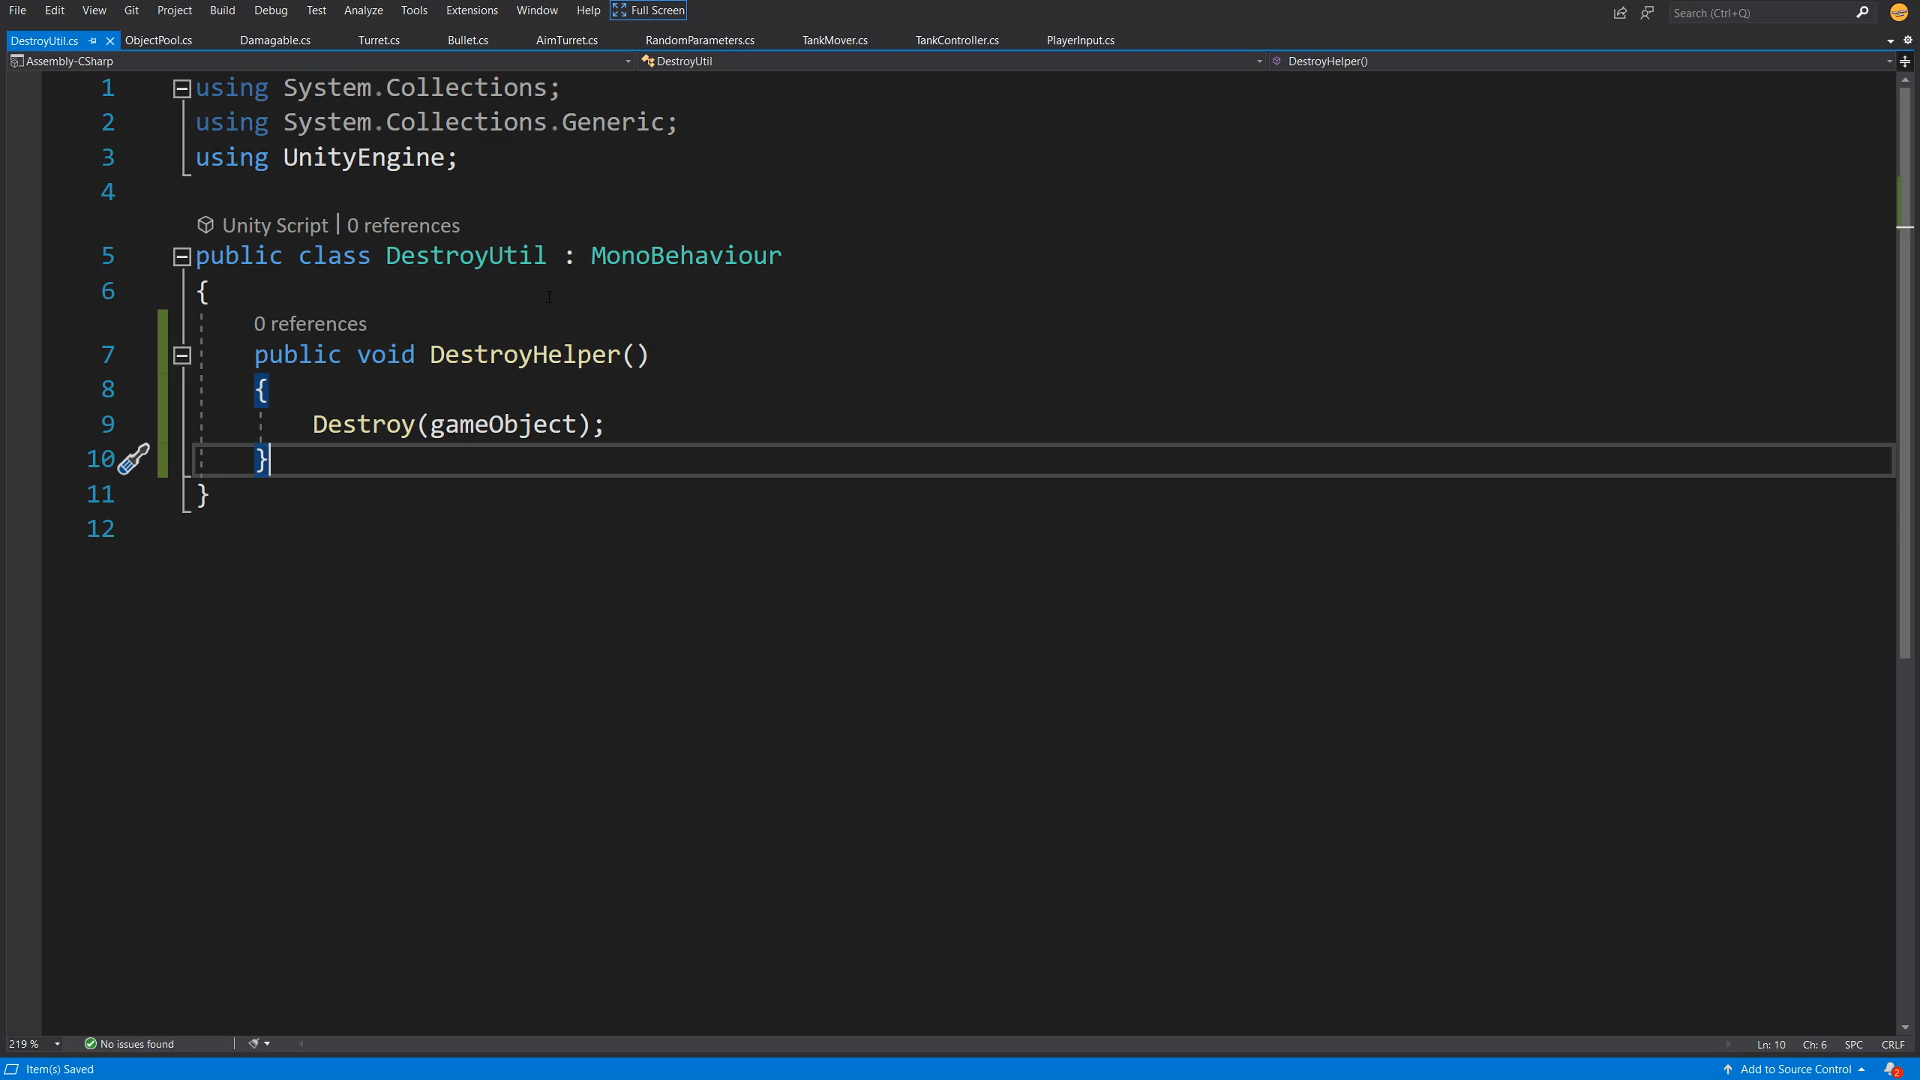 File Edit View Git Project Build Debug Test Analyze Tools Extensions Window Help Full Screen Search (Ctrl+Q)
DestroyUtil.cs ObjectPool.cs Damagable.cs Turret.cs Bullet.cs AimTurret.cs RandomParameters.cs TankMover.cs TankController.cs PlayerInput.cs
Assembly-CSharp DestroyUtil DestroyHelper()
1 using System.Collections;
2 using System.Collections.Generic;
3 using UnityEngine;
4
Unity Script | 0 references
5 public class DestroyUtil : MonoBehaviour
6 {
0 references
7 public void DestroyHelper()
8 {
9 Destroy(gameObject);
10 }
11 }
12
219 % No issues found Ln: 10 Ch: 6 SPC CRLF
Item(s) Saved Add to Source Control 2